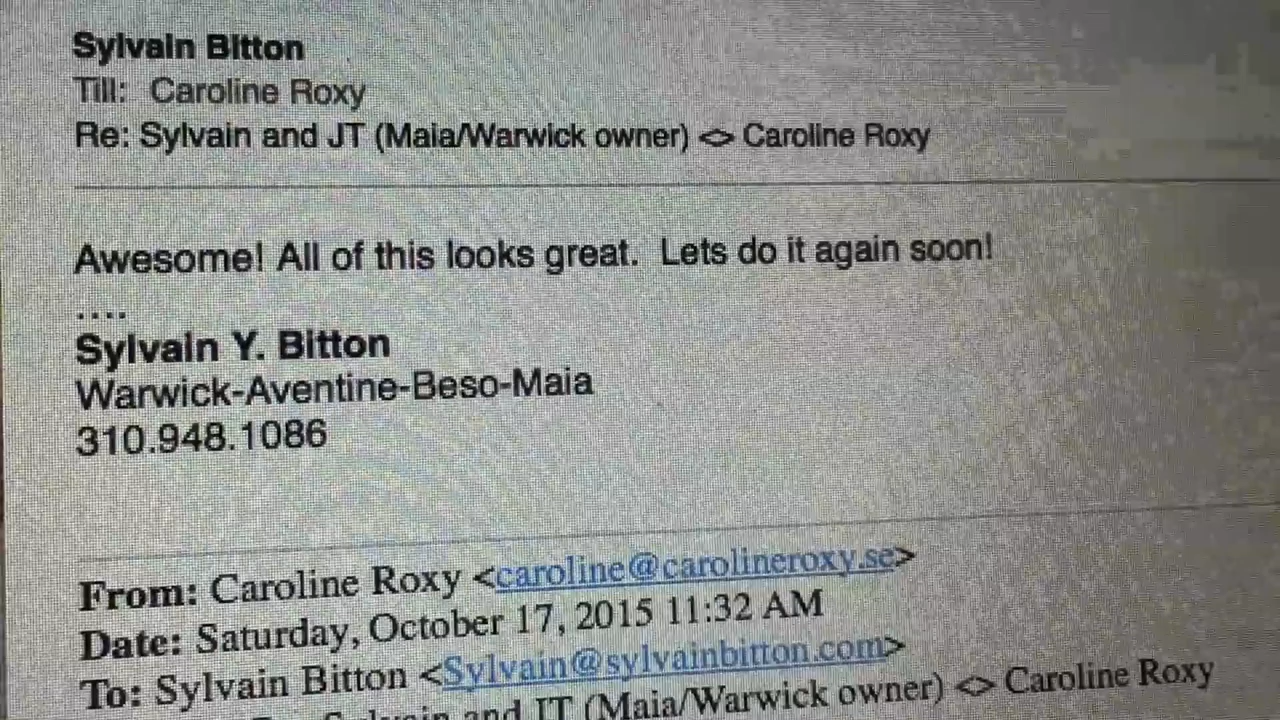 Sylvain Bitton
Till: Caroline Roxy
Re: Sylvain and JT (Maia/Warwick owner) <> Caroline Roxy
Awesome! All of this looks great. Lets do it again soon!
....
Sylvain Y. Bitton
Warwick-Aventine-Beso-Maia
310.948.1086
From: Caroline Roxy <caroline@carolineroxy.se>
Date: Saturday, October 17, 2015 11:32 AM
To: Sylvain Bitton <Sylvain@sylvainbitton.com>
Sylvain and JT (Maia/Warwick owner) <> Caroline Roxy